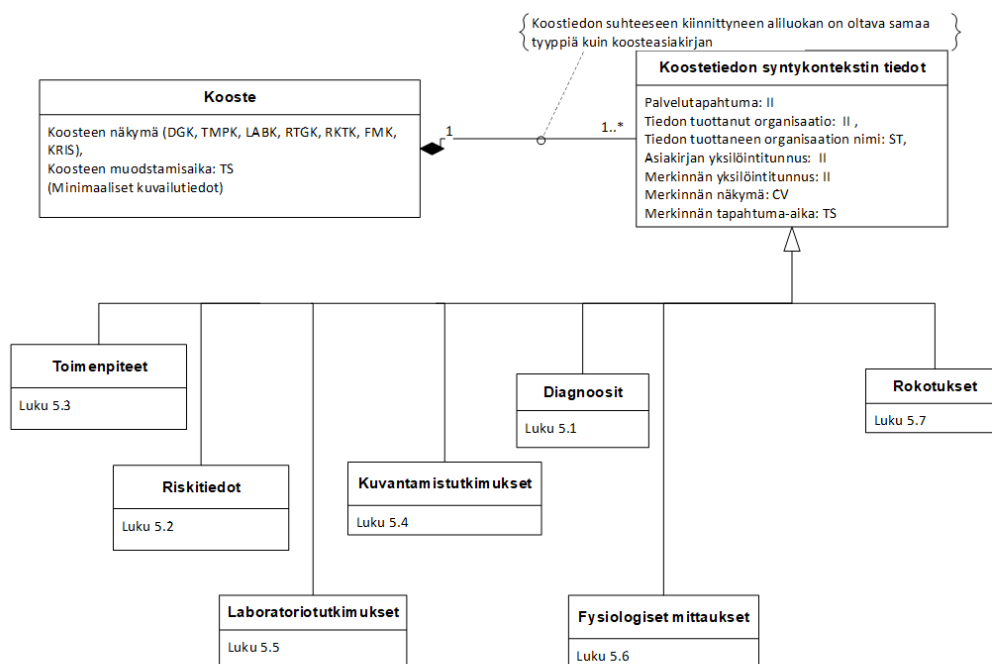 Koostiedon suhteeseen kiinnittyneen aliluokan on oltava samaa
tyyppiä kuin koosteasiakirjan
Kooste
Koosteen näkymä (DGK, TMPK, LABK, RTGK, RKTK, FMK,
KRIS),
Koosteen muodstamisaika: TS
(Minimaaliset kuvailutiedot)
1
1..*
Koostetiedon syntykontekstin tiedot
Palvelutapahtuma: II
Tiedon tuottanut organisaatio: II ,
Tiedon tuottaneen organisaation nimi: ST,
Asiakirjan yksilöintitunnus: II
Merkinnän yksilöintitunnus: II
Merkinnän näkymä: CV
Merkinnän tapahtuma-aika: TS
Toimenpiteet
Luku 5.3
Diagnoosit
Luku 5.1
Rokotukset
Luku 5.7
Riskitiedot
Luku 5.2
Kuvantamistutkimukset
Luku 5.4
Laboratoriotutkimukset
Luku 5.5
Fysiologiset mittaukset
Luku 5.6